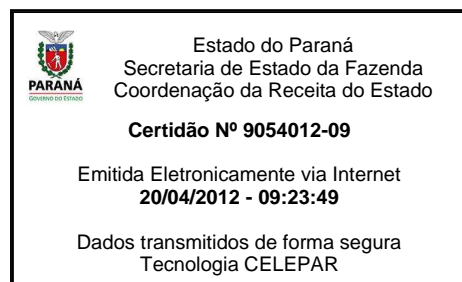 Estado do Paraná
Secretaria de Estado da Fazenda
Coordenação da Receita do Estado
PARANÁ
GOVERNO DO ESTADO
Certidão Nº 9054012-09
Emitida Eletronicamente via Internet
20/04/2012 - 09:23:49
Dados transmitidos de forma segura
Tecnologia CELEPAR